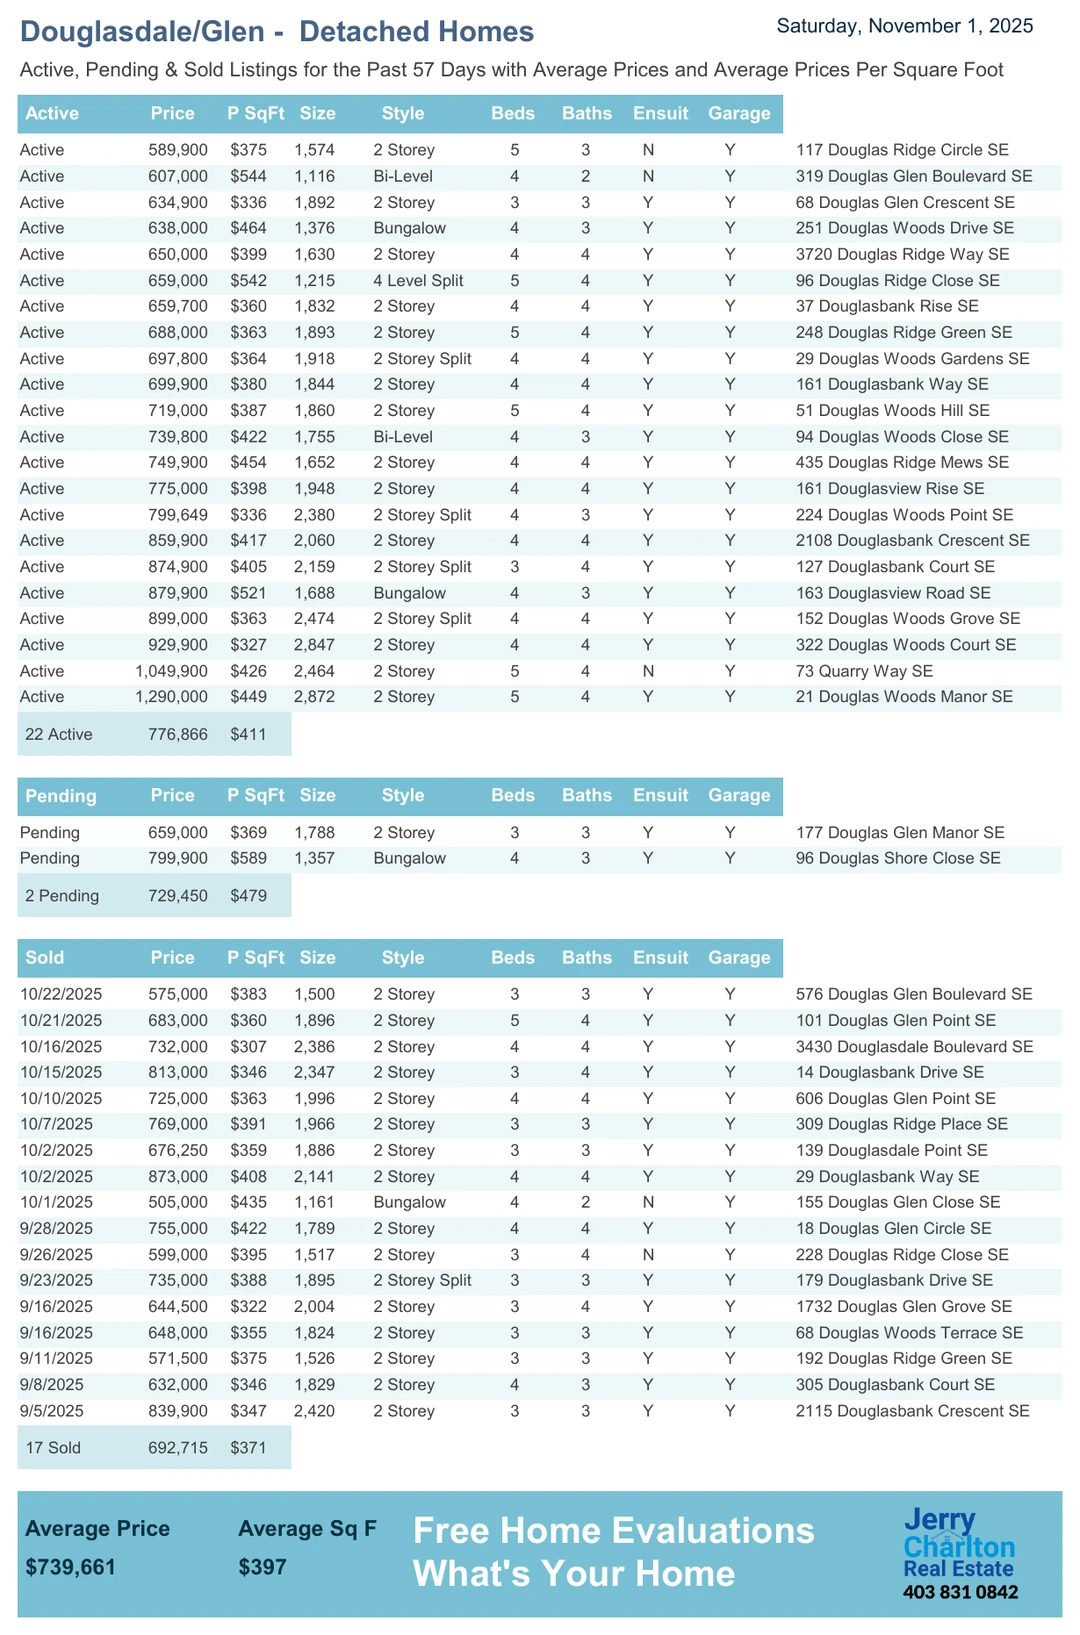 Douglasdale/Glen -  Detached Homes
Saturday, November 1, 2025
Active, Pending & Sold Listings for the Past 57 Days with Average Prices and Average Prices Per Square Foot
Active Price P SqFt Size Style Beds Baths Ensuit Garage
Active 589,900 $375 1,574 2 Storey 5 3 N Y 117 Douglas Ridge Circle SE
Active 607,000 $544 1,116 Bi-Level 4 2 N Y 319 Douglas Glen Boulevard SE
Active 634,900 $336 1,892 2 Storey 3 3 Y Y 68 Douglas Glen Crescent SE
Active 638,000 $464 1,376 Bungalow 4 3 Y Y 251 Douglas Woods Drive SE
Active 650,000 $399 1,630 2 Storey 4 4 Y Y 3720 Douglas Ridge Way SE
Active 659,000 $542 1,215 4 Level Split 5 4 Y Y 96 Douglas Ridge Close SE
Active 659,700 $360 1,832 2 Storey 4 4 Y Y 37 Douglasbank Rise SE
Active 688,000 $363 1,893 2 Storey 5 4 Y Y 248 Douglas Ridge Green SE
Active 697,800 $364 1,918 2 Storey Split 4 4 Y Y 29 Douglas Woods Gardens SE
Active 699,900 $380 1,844 2 Storey 4 4 Y Y 161 Douglasbank Way SE
Active 719,000 $387 1,860 2 Storey 5 4 Y Y 51 Douglas Woods Hill SE
Active 739,800 $422 1,755 Bi-Level 4 3 Y Y 94 Douglas Woods Close SE
Active 749,900 $454 1,652 2 Storey 4 4 Y Y 435 Douglas Ridge Mews SE
Active 775,000 $398 1,948 2 Storey 4 4 Y Y 161 Douglasview Rise SE
Active 799,649 $336 2,380 2 Storey Split 4 3 Y Y 224 Douglas Woods Point SE
Active 859,900 $417 2,060 2 Storey 4 4 Y Y 2108 Douglasbank Crescent SE
Active 874,900 $405 2,159 2 Storey Split 3 4 Y Y 127 Douglasbank Court SE
Active 879,900 $521 1,688 Bungalow 4 3 Y Y 163 Douglasview Road SE
Active 899,000 $363 2,474 2 Storey Split 4 4 Y Y 152 Douglas Woods Grove SE
Active 929,900 $327 2,847 2 Storey 4 4 Y Y 322 Douglas Woods Court SE
Active 1,049,900 $426 2,464 2 Storey 5 4 N Y 73 Quarry Way SE
Active 1,290,000 $449 2,872 2 Storey 5 4 Y Y 21 Douglas Woods Manor SE
22 Active 776,866 $411
Pending Price P SqFt Size Style Beds Baths Ensuit Garage
Pending 659,000 $369 1,788 2 Storey 3 3 Y Y 177 Douglas Glen Manor SE
Pending 799,900 $589 1,357 Bungalow 4 3 Y Y 96 Douglas Shore Close SE
2 Pending 729,450 $479
Sold Price P SqFt Size Style Beds Baths Ensuit Garage
10/22/2025 575,000 $383 1,500 2 Storey 3 3 Y Y 576 Douglas Glen Boulevard SE
10/21/2025 683,000 $360 1,896 2 Storey 5 4 Y Y 101 Douglas Glen Point SE
10/16/2025 732,000 $307 2,386 2 Storey 4 4 Y Y 3430 Douglasdale Boulevard SE
10/15/2025 813,000 $346 2,347 2 Storey 3 4 Y Y 14 Douglasbank Drive SE
10/10/2025 725,000 $363 1,996 2 Storey 4 4 Y Y 606 Douglas Glen Point SE
10/7/2025 769,000 $391 1,966 2 Storey 3 3 Y Y 309 Douglas Ridge Place SE
10/2/2025 676,250 $359 1,886 2 Storey 3 3 Y Y 139 Douglasdale Point SE
10/2/2025 873,000 $408 2,141 2 Storey 4 4 Y Y 29 Douglasbank Way SE
10/1/2025 505,000 $435 1,161 Bungalow 4 2 N Y 155 Douglas Glen Close SE
9/28/2025 755,000 $422 1,789 2 Storey 4 4 Y Y 18 Douglas Glen Circle SE
9/26/2025 599,000 $395 1,517 2 Storey 3 4 N Y 228 Douglas Ridge Close SE
9/23/2025 735,000 $388 1,895 2 Storey Split 3 3 Y Y 179 Douglasbank Drive SE
9/16/2025 644,500 $322 2,004 2 Storey 3 4 Y Y 1732 Douglas Glen Grove SE
9/16/2025 648,000 $355 1,824 2 Storey 3 3 Y Y 68 Douglas Woods Terrace SE
9/11/2025 571,500 $375 1,526 2 Storey 3 3 Y Y 192 Douglas Ridge Green SE
9/8/2025 632,000 $346 1,829 2 Storey 4 3 Y Y 305 Douglasbank Court SE
9/5/2025 839,900 $347 2,420 2 Storey 3 3 Y Y 2115 Douglasbank Crescent SE
17 Sold 692,715 $371
Average Price Average Sq F
$739,661 $397
Free Home Evaluations
What's Your Home
Jerry
Charlton
Real Estate
403 831 0842